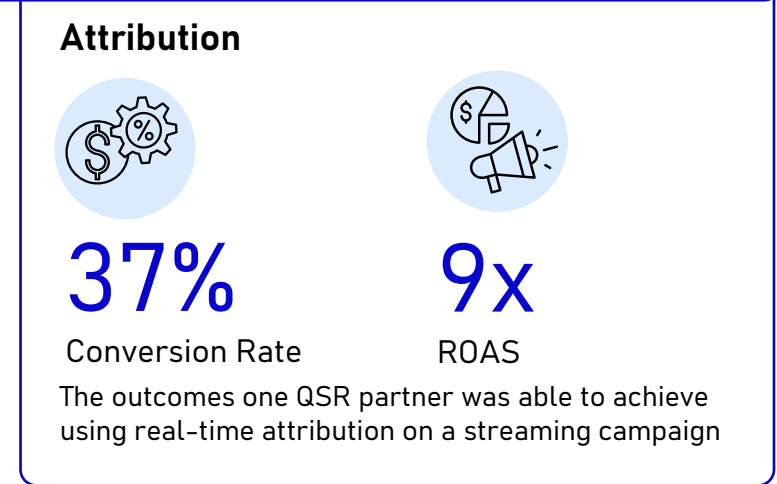 Attribution
$ %
$
37%
9x
Conversion Rate
ROAS
The outcomes one QSR partner was able to achieve
using real-time attribution on a streaming campaign